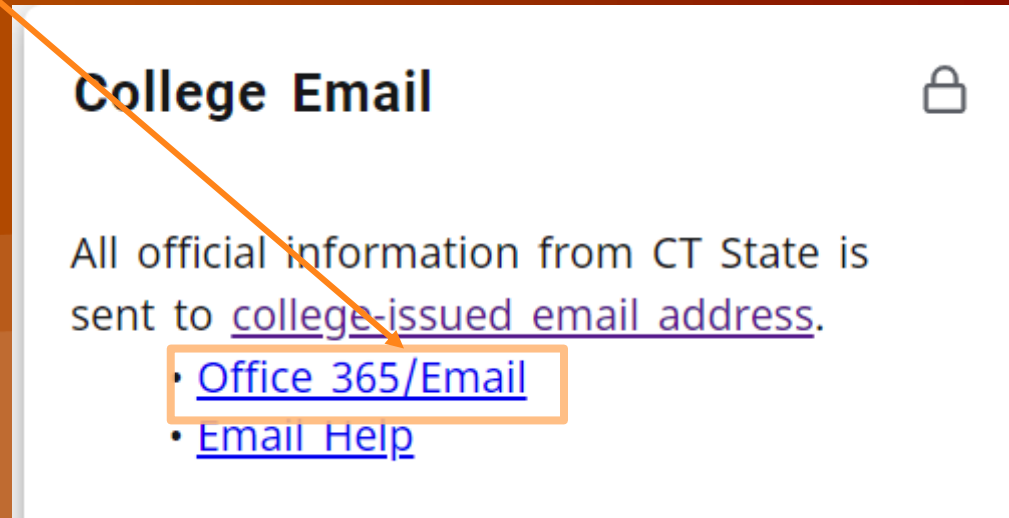 College Email
All official information from CT State is
sent to college-issued email address.
• Office 365/Email
• Email Help